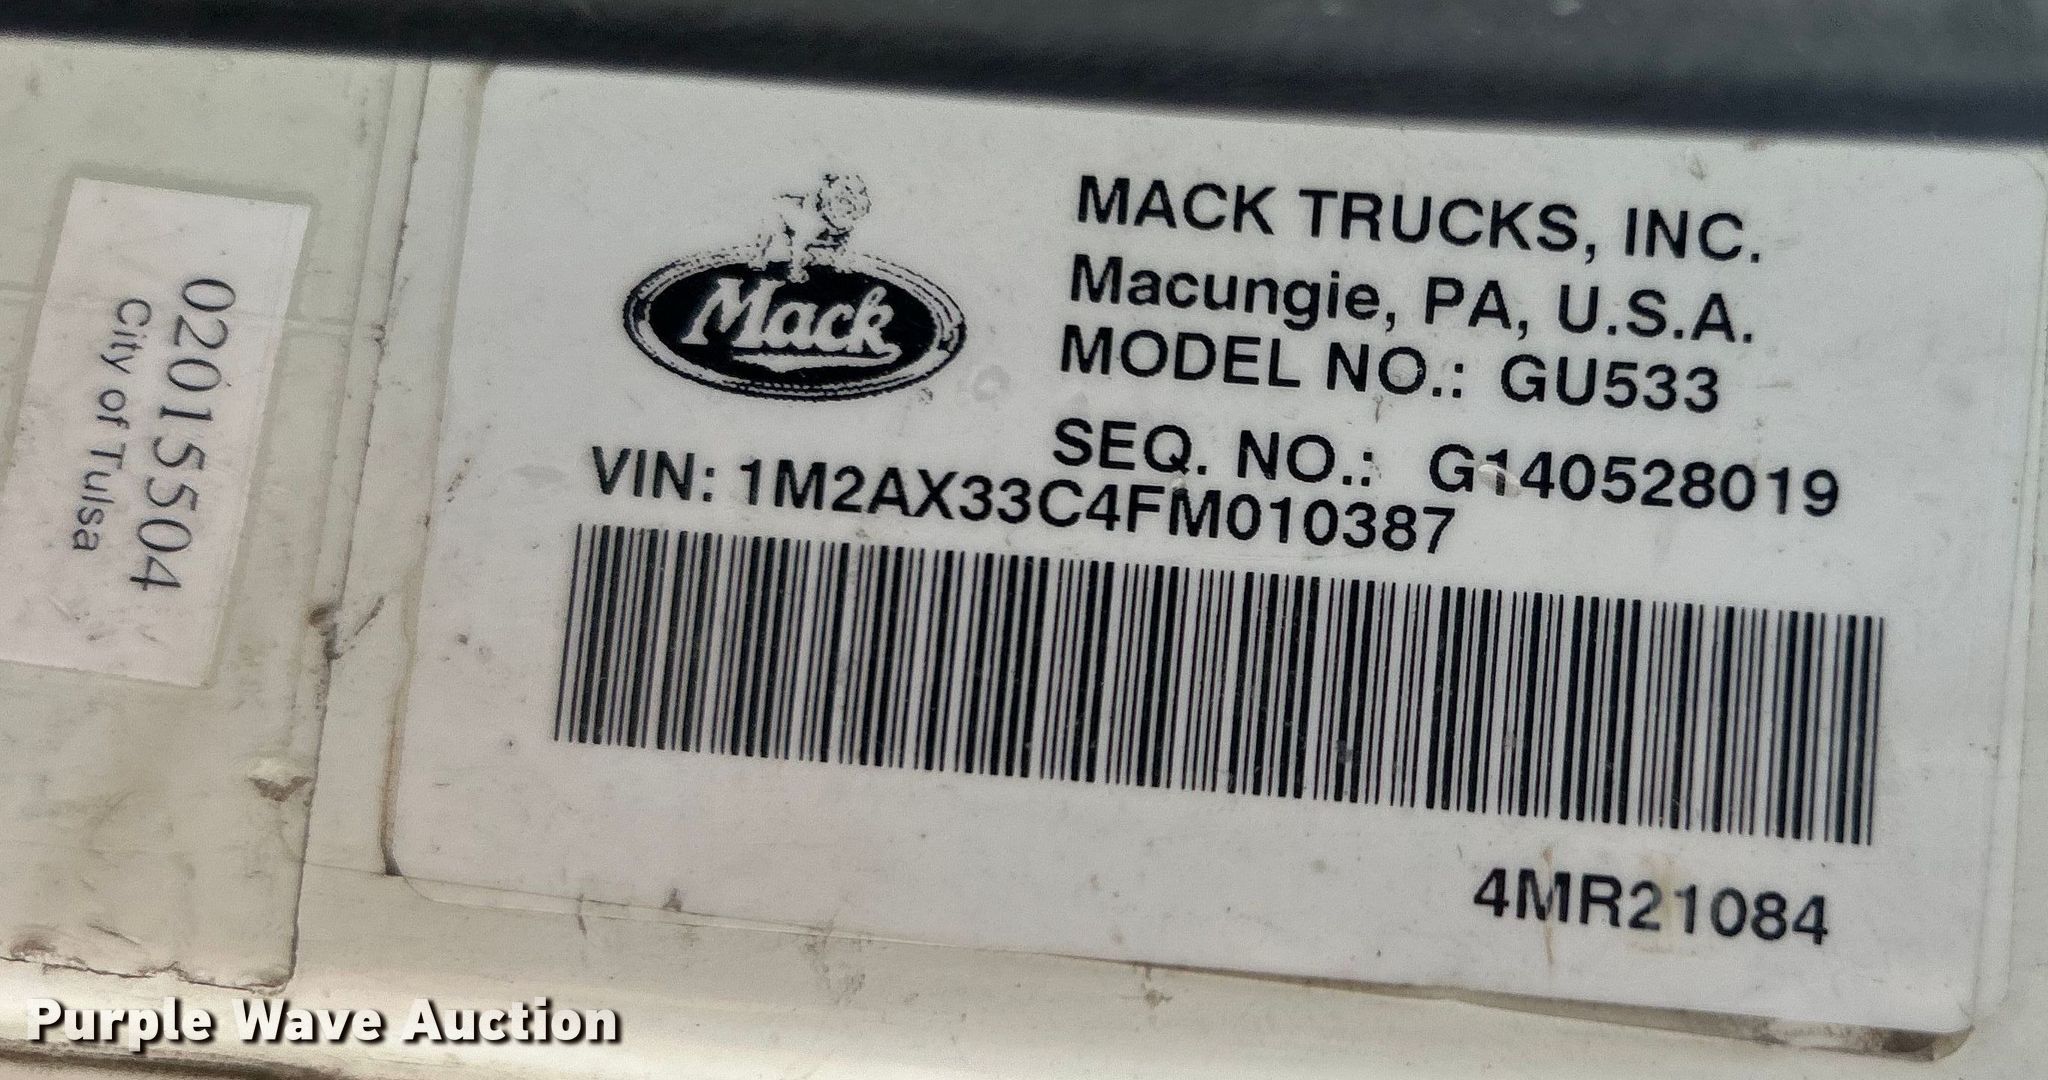 02015504
City of Tulsa
Mack
MACK TRUCKS, INC.
Macungie, PA, U.S.A.
MODEL NO.: GU533
SEQ. NO.: G140528019
VIN: 1M2AX33C4FM010387
4MR21084
Purple Wave Auction